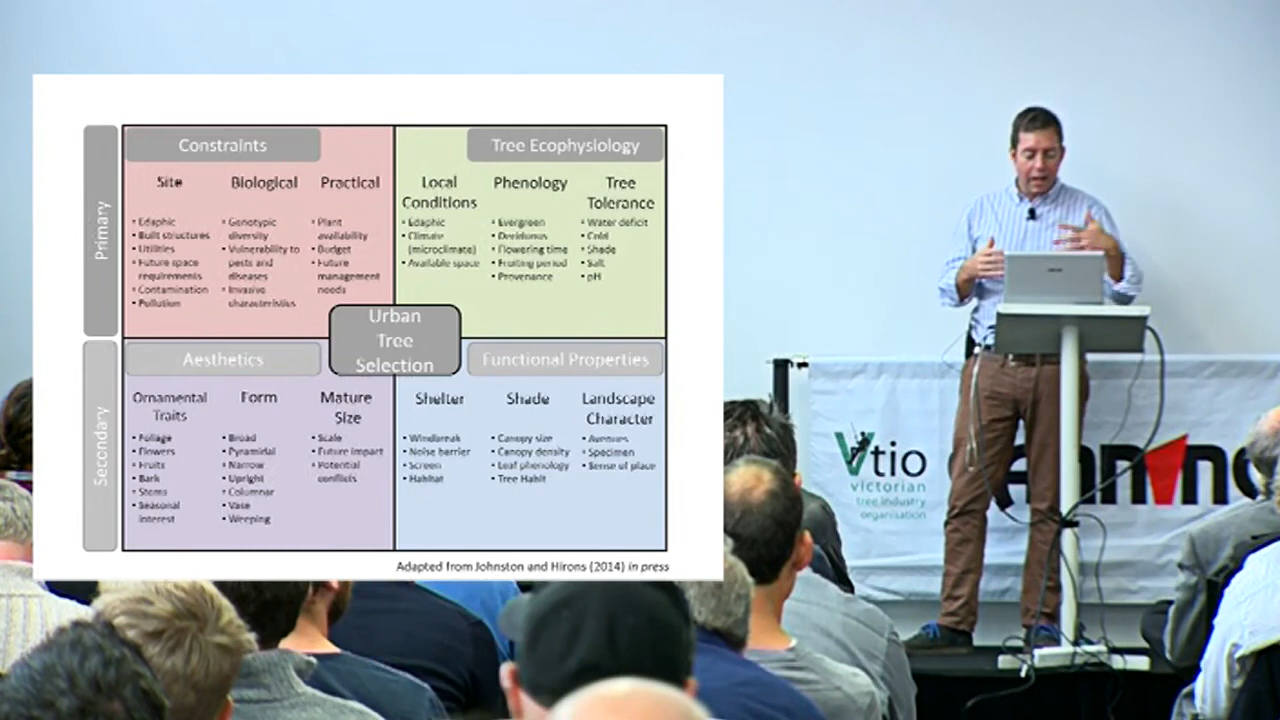 Primary
Constraints
Site
Biological
Practical
• Edaphic
• Built structures
• Utilities
• Future space
requirements
• Contamination
• Pollution
• Genotypic
diversity
• Vulnerability to
pests and
diseases
• Invasive
characteristics
• Plant
availability
• Budget
• Future
management
needs
Tree Ecophysiology
Local
Conditions
Phenology
Tree
Tolerance
• Edaphic
• Climate
(microclimate)
• Available space
• Evergreen
• Deciduous
• Flowering time
• Fruiting period
• Provenance
• Water deficit
• Cold
• Shade
• Salt
• pH
Urban
Tree
Selection
Secondary
Aesthetics
Ornamental
Traits
Form
Mature
Size
• Foliage
• Flowers
• Fruits
• Bark
• Stems
• Seasonal
interest
• Broad
• Pyramidal
• Narrow
• Upright
• Columnar
• Vase
• Weeping
• Scale
• Future impact
• Potential
conflicts
Functional Properties
Shelter
Shade
Landscape
Character
• Windbreak
• Noise barrier
• Screen
• Habitat
• Canopy size
• Canopy density
• Leaf phenology
• Tree Habit
• Avenues
• Specimen
• Sense of place
Adapted from Johnston and Hirons (2014) in press
Vtio
victorian
tree industry
organisation